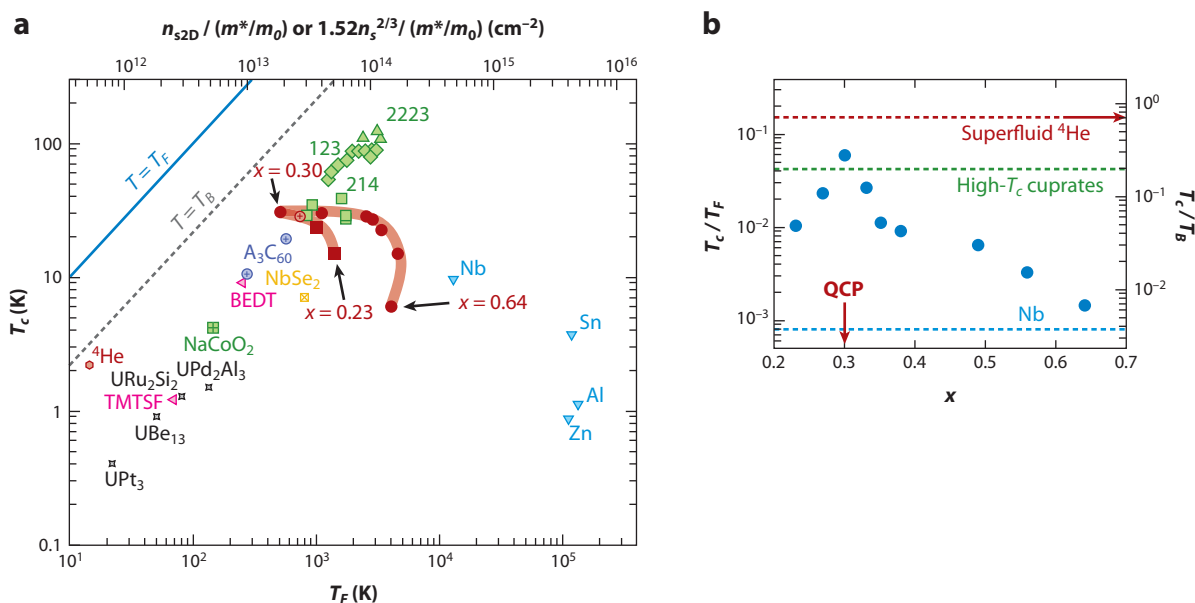 a
n_s2D / (m*/m_0) or 1.52n_s^2/3 / (m*/m_0) (cm^−2)
10^12 10^13 10^14 10^15 10^16
T_c (K)
100
10
1
0.1
T = T_F
T = T_B
2223
123
x = 0.30
214
A_3C_60
NbSe_2
BEDT
Nb
x = 0.23
x = 0.64
NaCoO_2
Sn
^4He
UPd_2Al_3
URu_2Si_2
TMTSF
Al
UBe_13
Zn
UPt_3
10^1 10^2 10^3 10^4 10^5
T_F (K)
b
T_c / T_F
10^−1
10^−2
10^−3
Superfluid ^4He
High-T_c cuprates
QCP
Nb
10^0
10^−1
10^−2
T_c / T_B
0.2 0.3 0.4 0.5 0.6 0.7
x